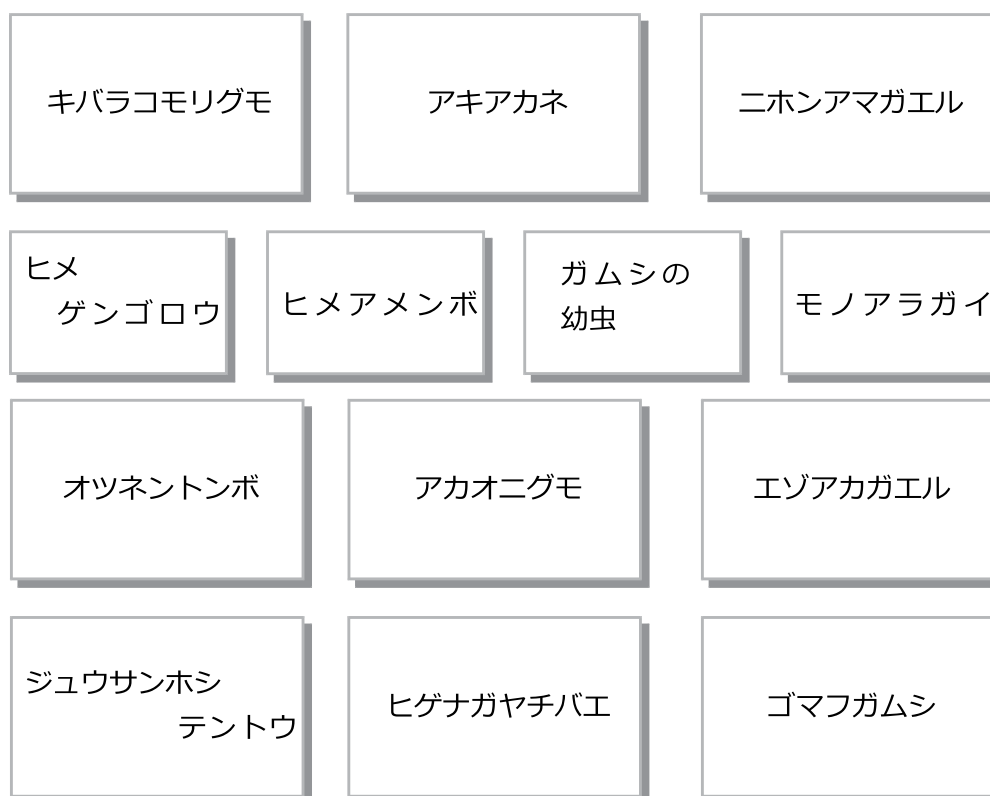 キバラコモリグモ
アキアカネ
ニホンアマガエル
ヒメ
ゲンゴロウ
ヒメアメンボ
ガムシの
幼虫
モノアラガイ
オツネントンボ
アカオニグモ
エゾアカガエル
ジュウサンホシ
テントウ
ヒゲナガヤチバエ
ゴマフガムシ